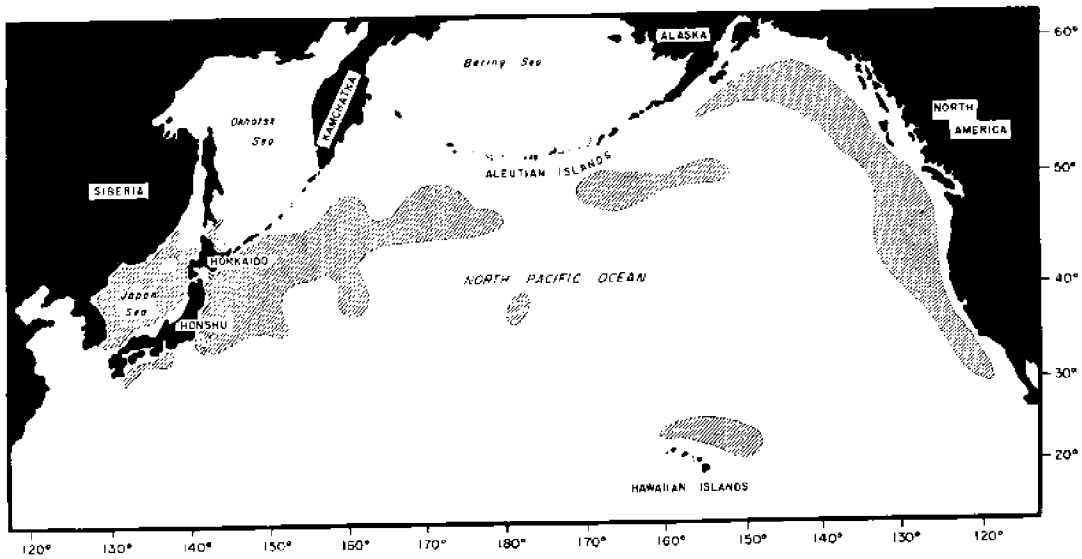 60°
ALASKA
Bering Sea
KAMCHATKA
NORTH
AMERICA
Okhotsk
Sea
50°
ALEUTIAN ISLANDS
SIBERIA
HOKKAIDO
NORTH PACIFIC OCEAN
40°
Japan
Sea
HONSHU
30°
20°
HAWAIIAN ISLANDS
120° 130° 140° 150° 160° 170° 180° 170° 160° 150° 140° 130° 120°